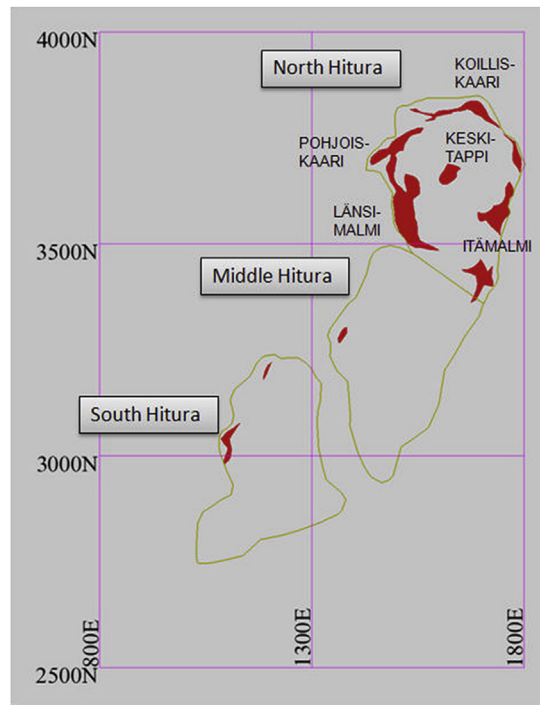 4000N
North Hitura
KOILLIS-
KAARI
POHJOIS-
KAARI
KESKI-
TAPPI
LÄNSI-
MALMI
3500N
ITÄMALMI
Middle Hitura
South Hitura
3000N
800E
1300E
1800E
2500N